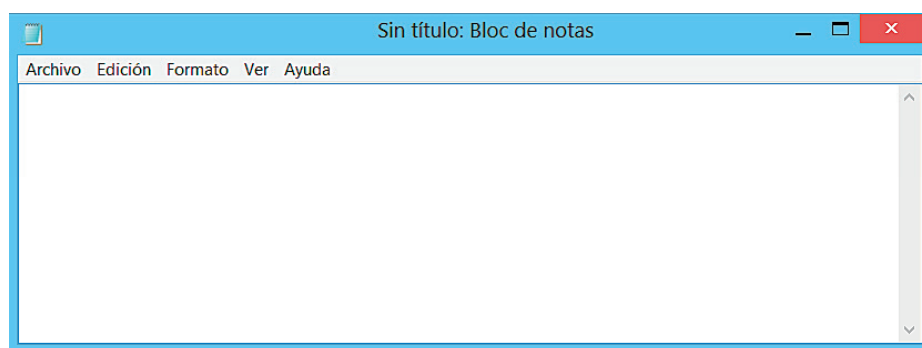 Sin título: Bloc de notas
Archivo Edición Formato Ver Ayuda